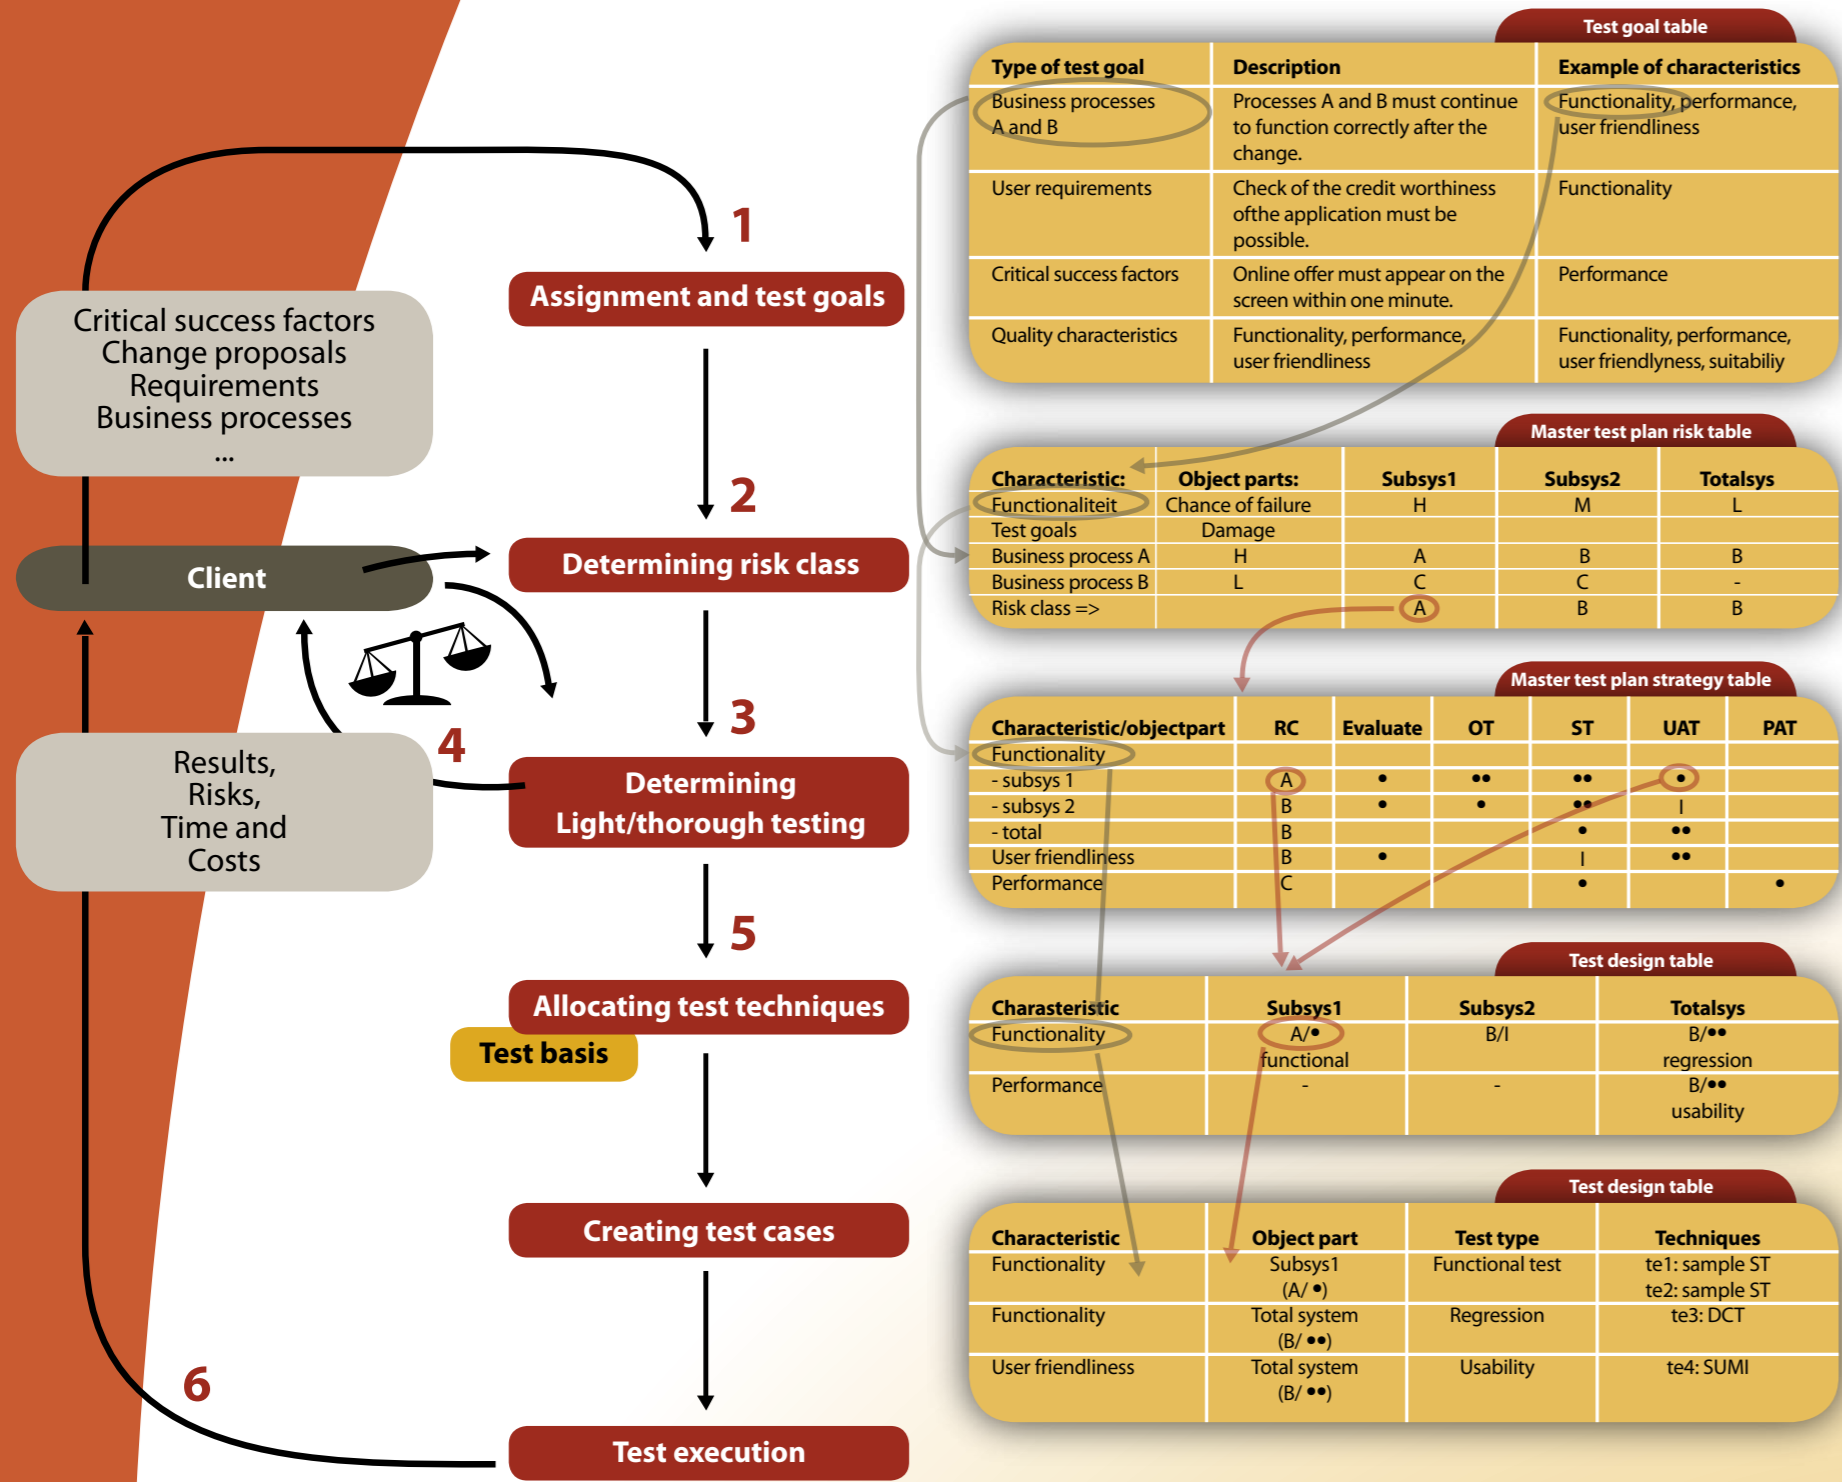 1
Assignment and test goals
Critical success factors
Change proposals
Requirements
Business processes
...
2
Client
Determining risk class
3
4
Results,
Risks,
Time and
Costs
Determining
Light/thorough testing
5
Allocating test techniques
Test basis
Creating test cases
6
Test execution
Test goal table
Type of test goal Description Example of characteristics
Business processes Processes A and B must continue Functionality, performance,
A and B to function correctly after the user friendliness
change.
User requirements Check of the credit worthiness Functionality
ofthe application must be
possible.
Critical success factors Online offer must appear on the Performance
screen within one minute.
Quality characteristics Functionality, performance, Functionality, performance,
user friendliness user friendlyness, suitabiliy
Master test plan risk table
Characteristic: Object parts: Subsys1 Subsys2 Totalsys
Functionaliteit Chance of failure H M L
Test goals Damage
Business process A H A B B
Business process B L C C -
Risk class => A B B
Master test plan strategy table
Characteristic/objectpart RC Evaluate OT ST UAT PAT
Functionality
- subsys 1 A • •• •• •
- subsys 2 B • • •• I
- total B • ••
User friendliness B • I ••
Performance C • •
Test design table
Charasteristic Subsys1 Subsys2 Totalsys
Functionality A/• B/I B/••
functional regression
Performance - - B/••
usability
Test design table
Characteristic Object part Test type Techniques
Functionality Subsys1 Functional test te1: sample ST
(A/ •) te2: sample ST
Functionality Total system Regression te3: DCT
(B/ ••)
User friendliness Total system Usability te4: SUMI
(B/ ••)